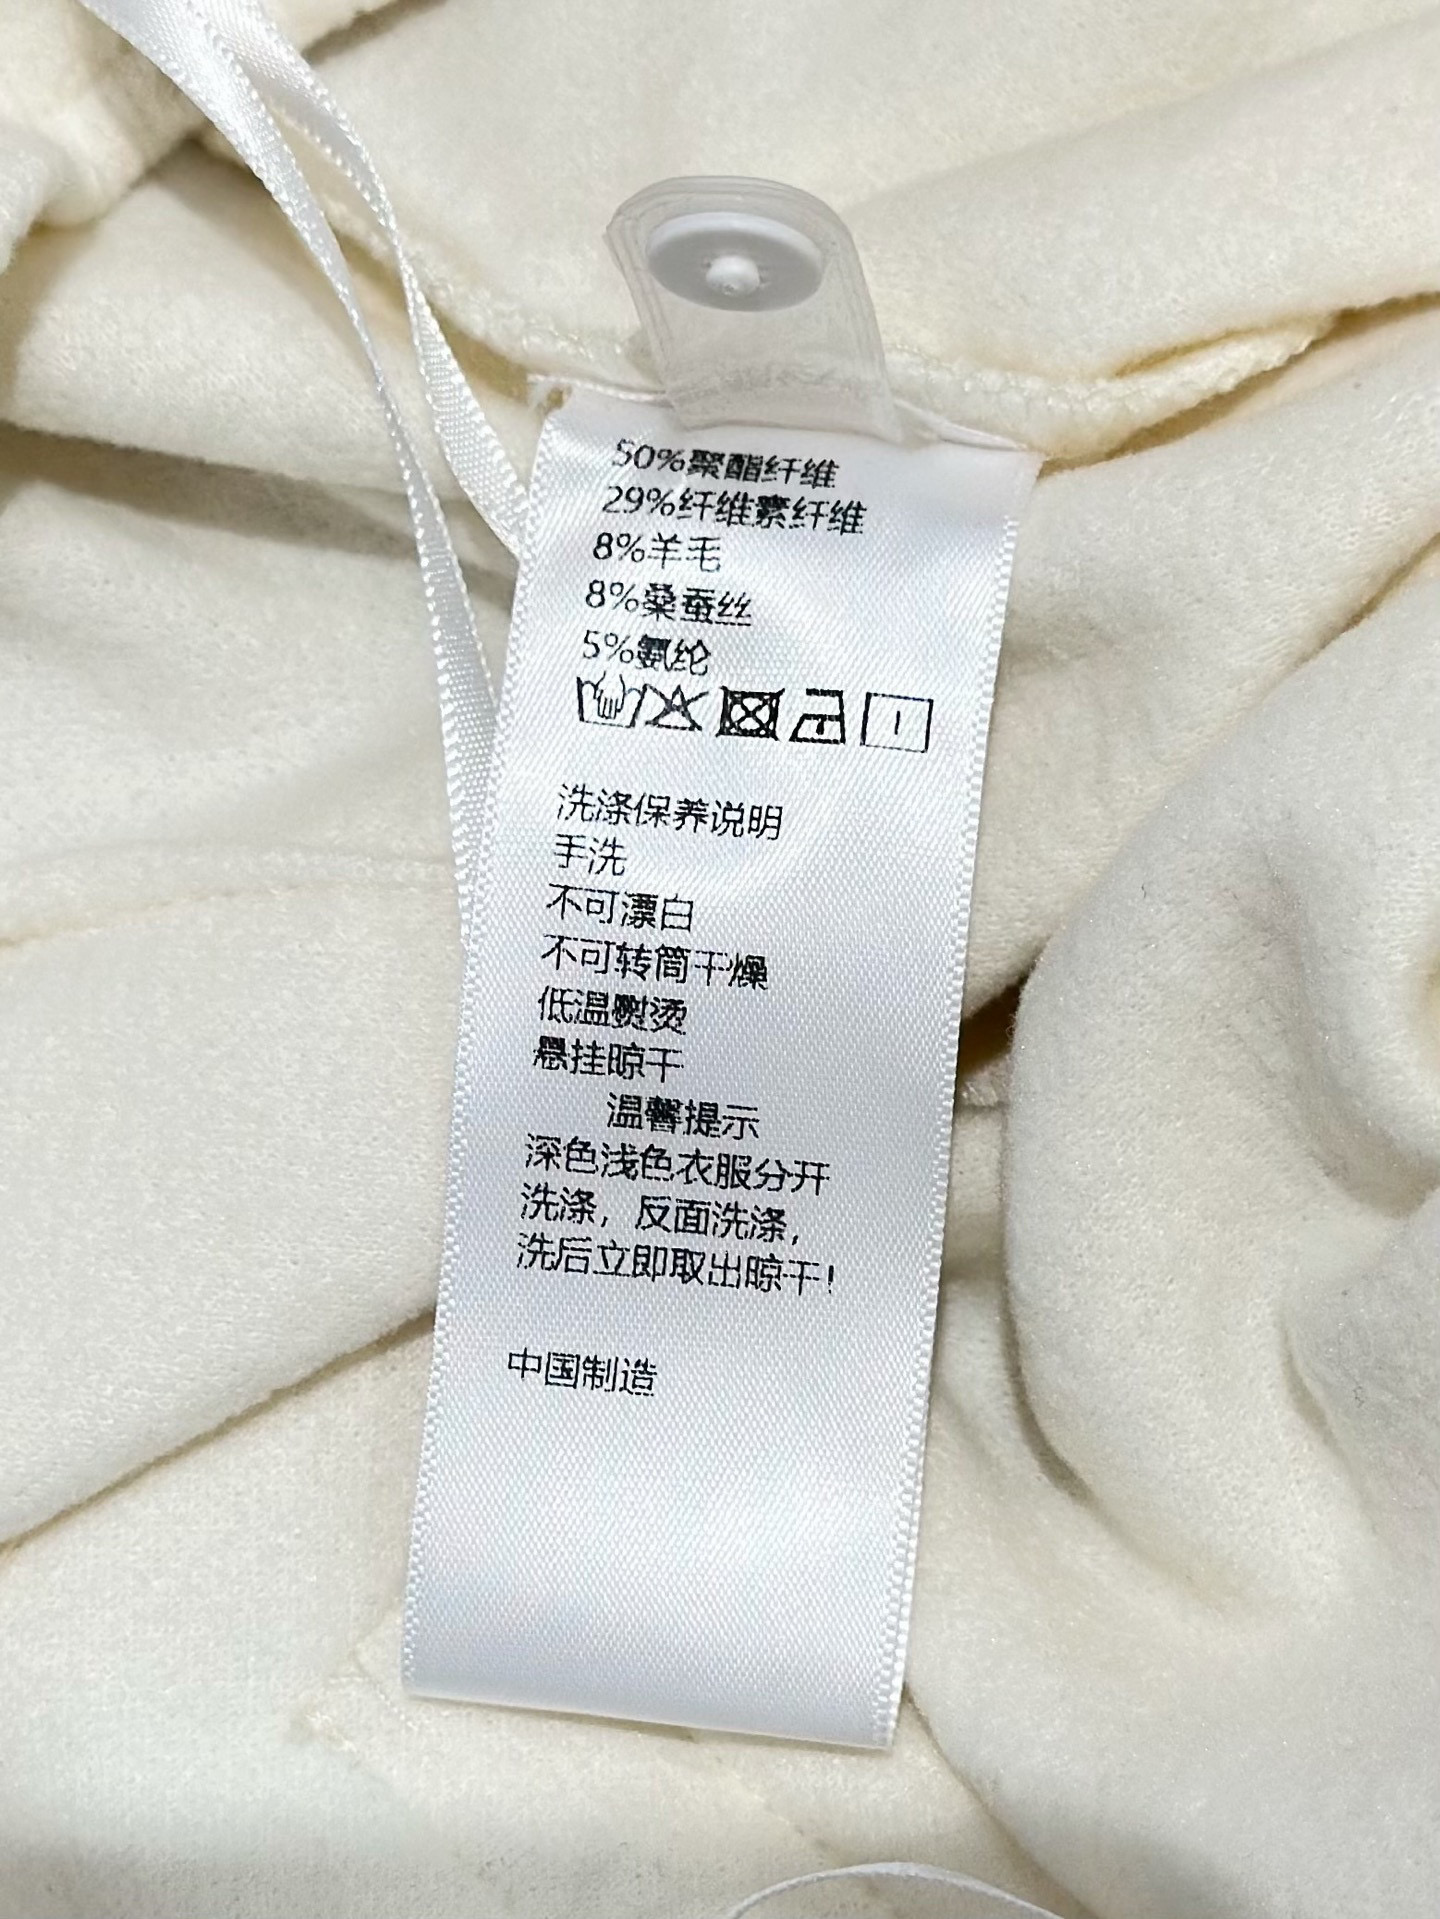 50%聚酯纤维
29%纤维素纤维
8%羊毛
8%桑蚕丝
5%氨纶
洗涤保养说明
手洗
不可漂白
不可转筒干燥
低温熨烫
悬挂晾干
温馨提示
深色浅色衣服分开
洗涤，反面洗涤，
洗后立即取出晾干！
中国制造